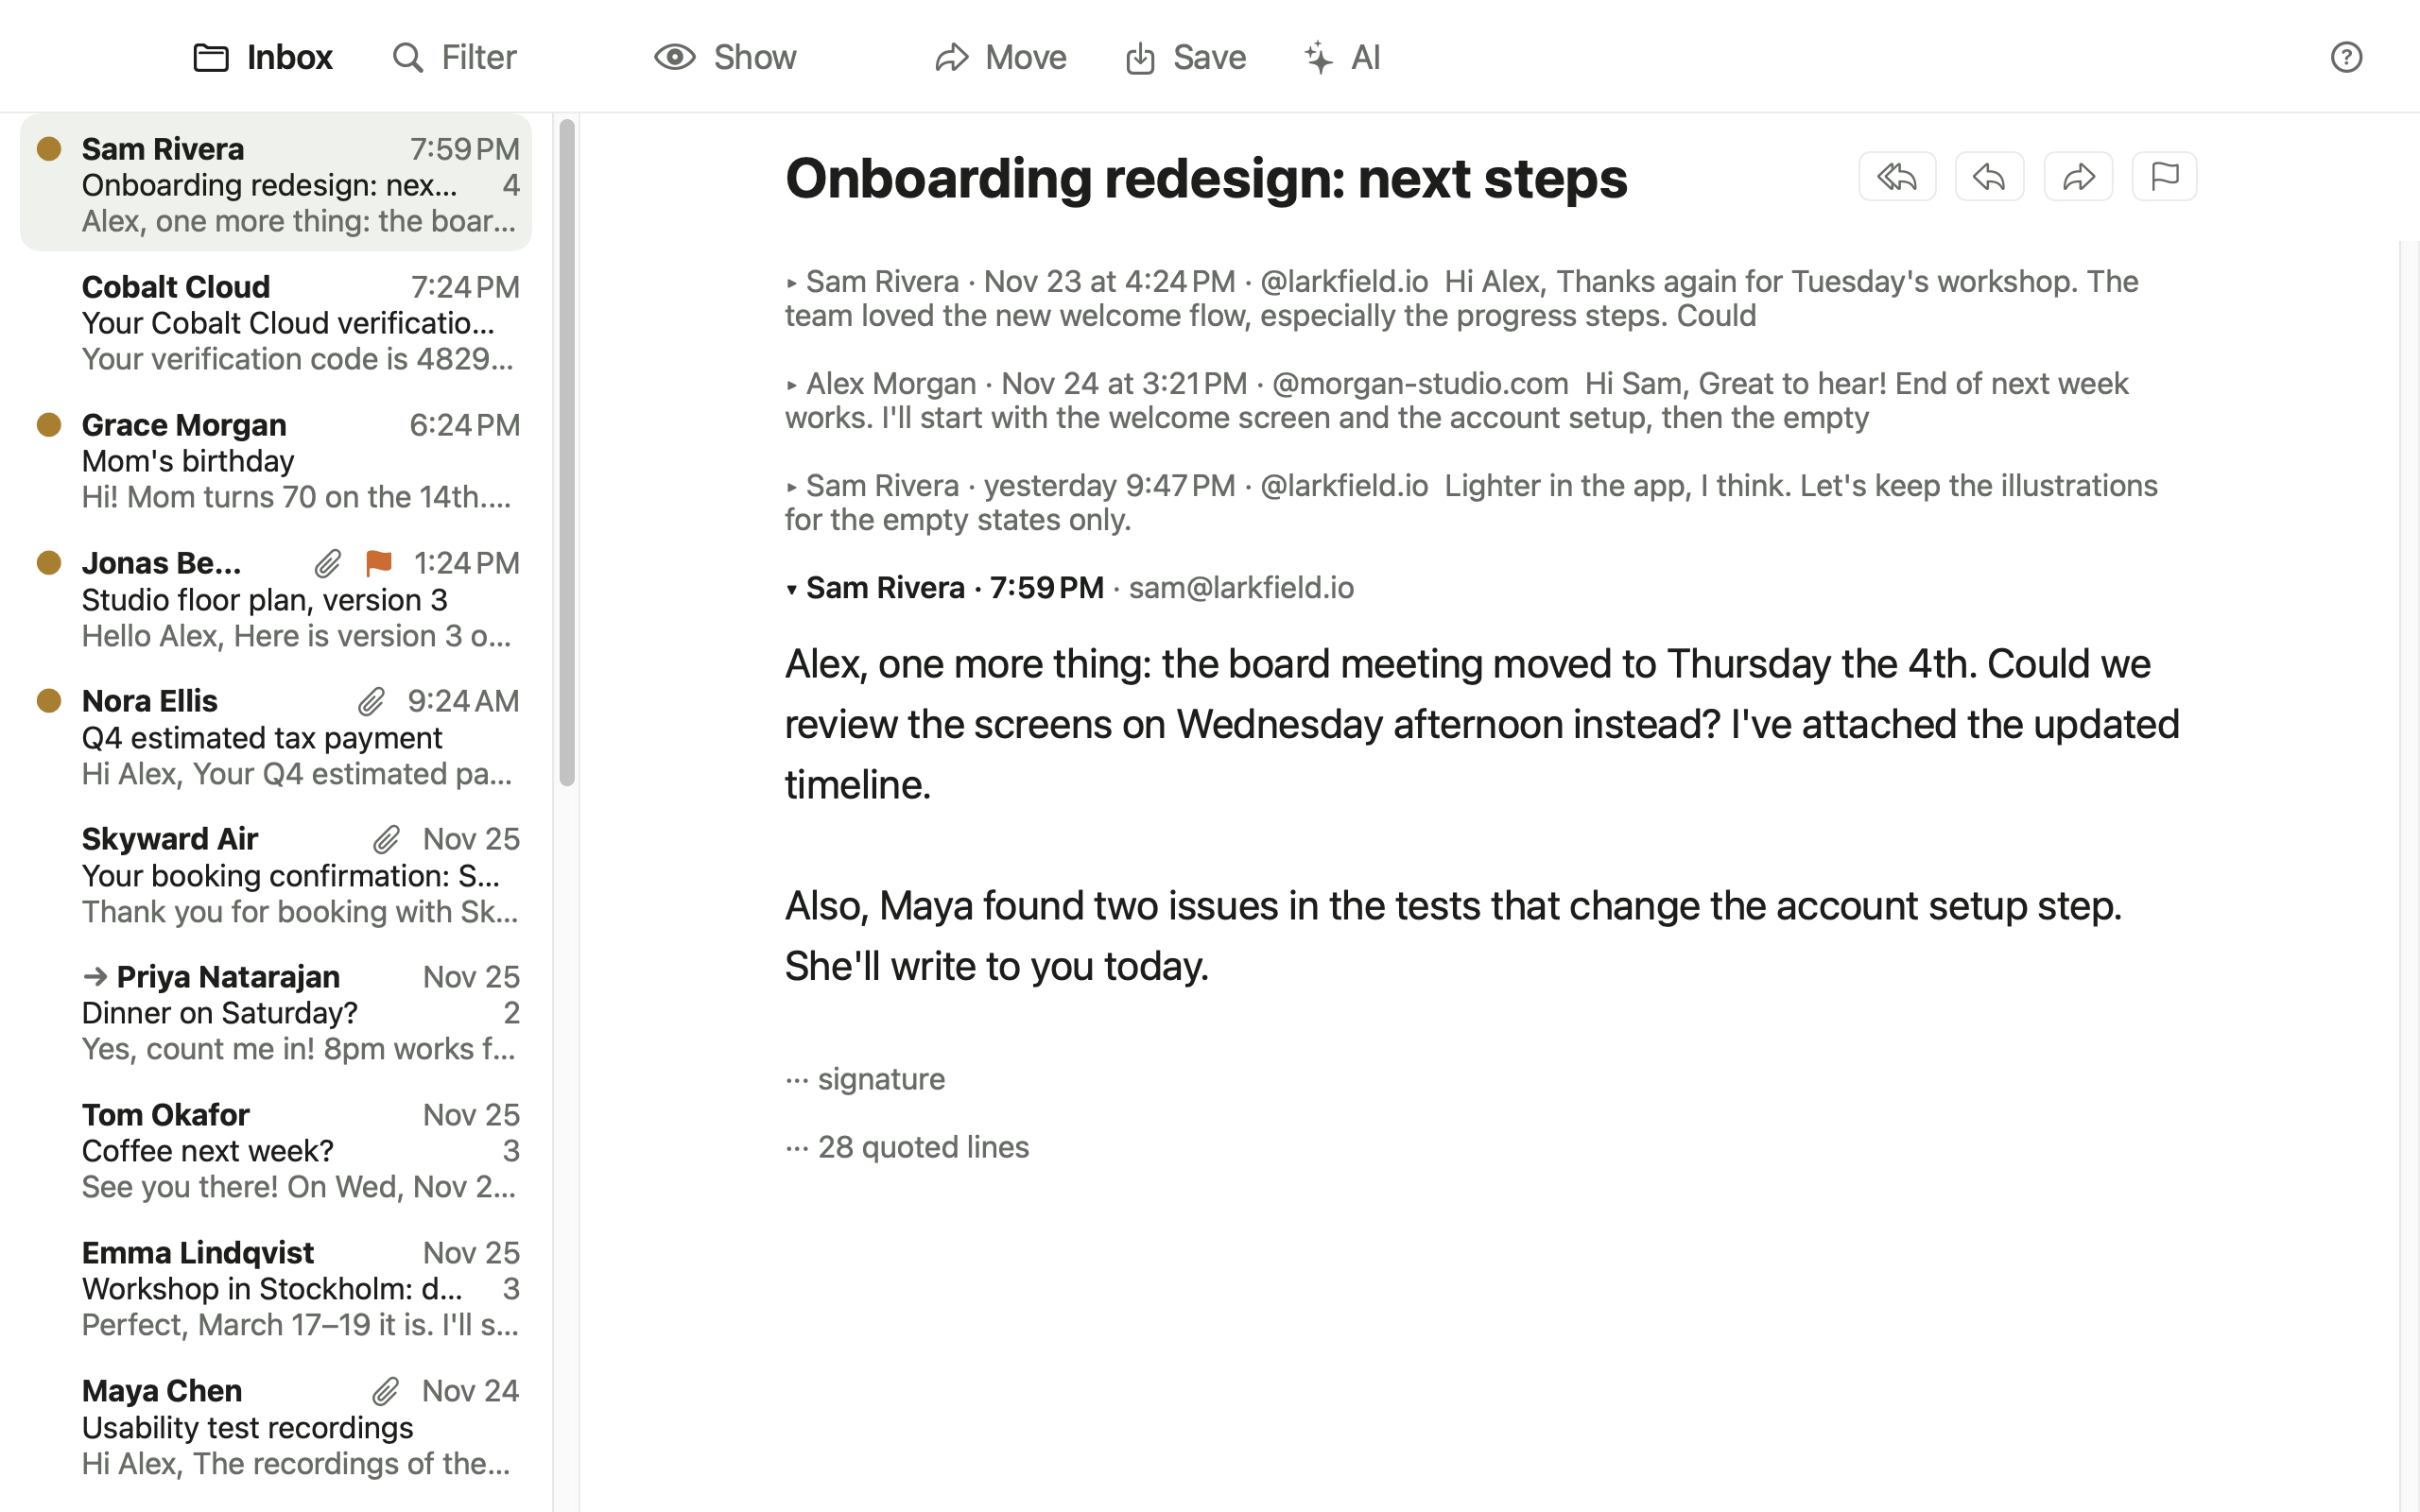 Inbox Filter Show Move Save AI
Sam Rivera 7:59 PM
Onboarding redesign: nex... 4
Alex, one more thing: the boar...
Cobalt Cloud 7:24 PM
Your Cobalt Cloud verificatio...
Your verification code is 4829...
Grace Morgan 6:24 PM
Mom's birthday
Hi! Mom turns 70 on the 14th....
Jonas Be... 1:24 PM
Studio floor plan, version 3
Hello Alex, Here is version 3 o...
Nora Ellis 9:24 AM
Q4 estimated tax payment
Hi Alex, Your Q4 estimated pa...
Skyward Air Nov 25
Your booking confirmation: S...
Thank you for booking with Sk...
→ Priya Natarajan Nov 25
Dinner on Saturday? 2
Yes, count me in! 8pm works f...
Tom Okafor Nov 25
Coffee next week? 3
See you there! On Wed, Nov 2...
Emma Lindqvist Nov 25
Workshop in Stockholm: d... 3
Perfect, March 17–19 it is. I'll s...
Maya Chen Nov 24
Usability test recordings
Hi Alex, The recordings of the...
Onboarding redesign: next steps
▸ Sam Rivera · Nov 23 at 4:24 PM · @larkfield.io Hi Alex, Thanks again for Tuesday's workshop. The
team loved the new welcome flow, especially the progress steps. Could
▸ Alex Morgan · Nov 24 at 3:21 PM · @morgan-studio.com Hi Sam, Great to hear! End of next week
works. I'll start with the welcome screen and the account setup, then the empty
▸ Sam Rivera · yesterday 9:47 PM · @larkfield.io Lighter in the app, I think. Let's keep the illustrations
for the empty states only.
▾ Sam Rivera · 7:59 PM · sam@larkfield.io
Alex, one more thing: the board meeting moved to Thursday the 4th. Could we
review the screens on Wednesday afternoon instead? I've attached the updated
timeline.
Also, Maya found two issues in the tests that change the account setup step.
She'll write to you today.
··· signature
··· 28 quoted lines